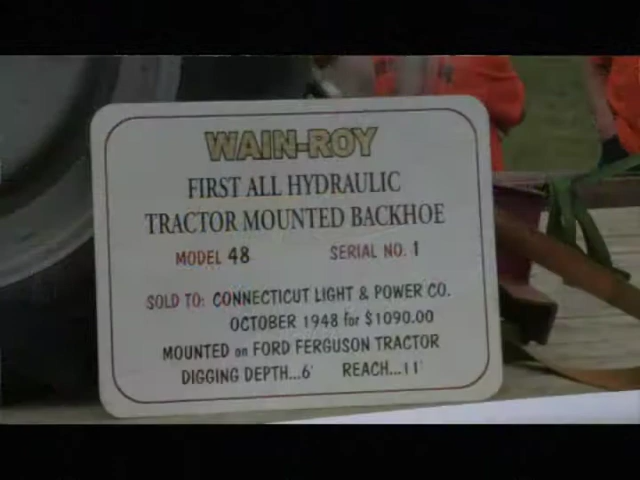 WAIN-ROY
FIRST ALL HYDRAULIC
TRACTOR MOUNTED BACKHOE
MODEL 48 SERIAL NO. 1
SOLD TO: CONNECTICUT LIGHT & POWER CO.
OCTOBER 1948 for $1090.00
MOUNTED on FORD FERGUSON TRACTOR
DIGGING DEPTH...6' REACH...11'